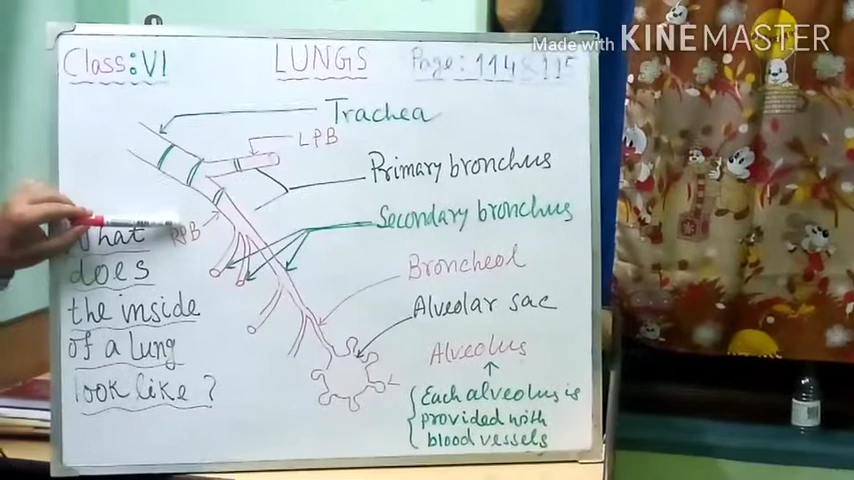 Made with KINEMASTER
Class: VI
LUNGS
Page: 114 & 115
Trachea
LPB
Primary bronchus
Secondary bronchus
RPB
What
does
the inside
of a lung
look like?
Broncheol
Alveolar sac
Alveolus
Each alveolus is
provided with
blood vessels